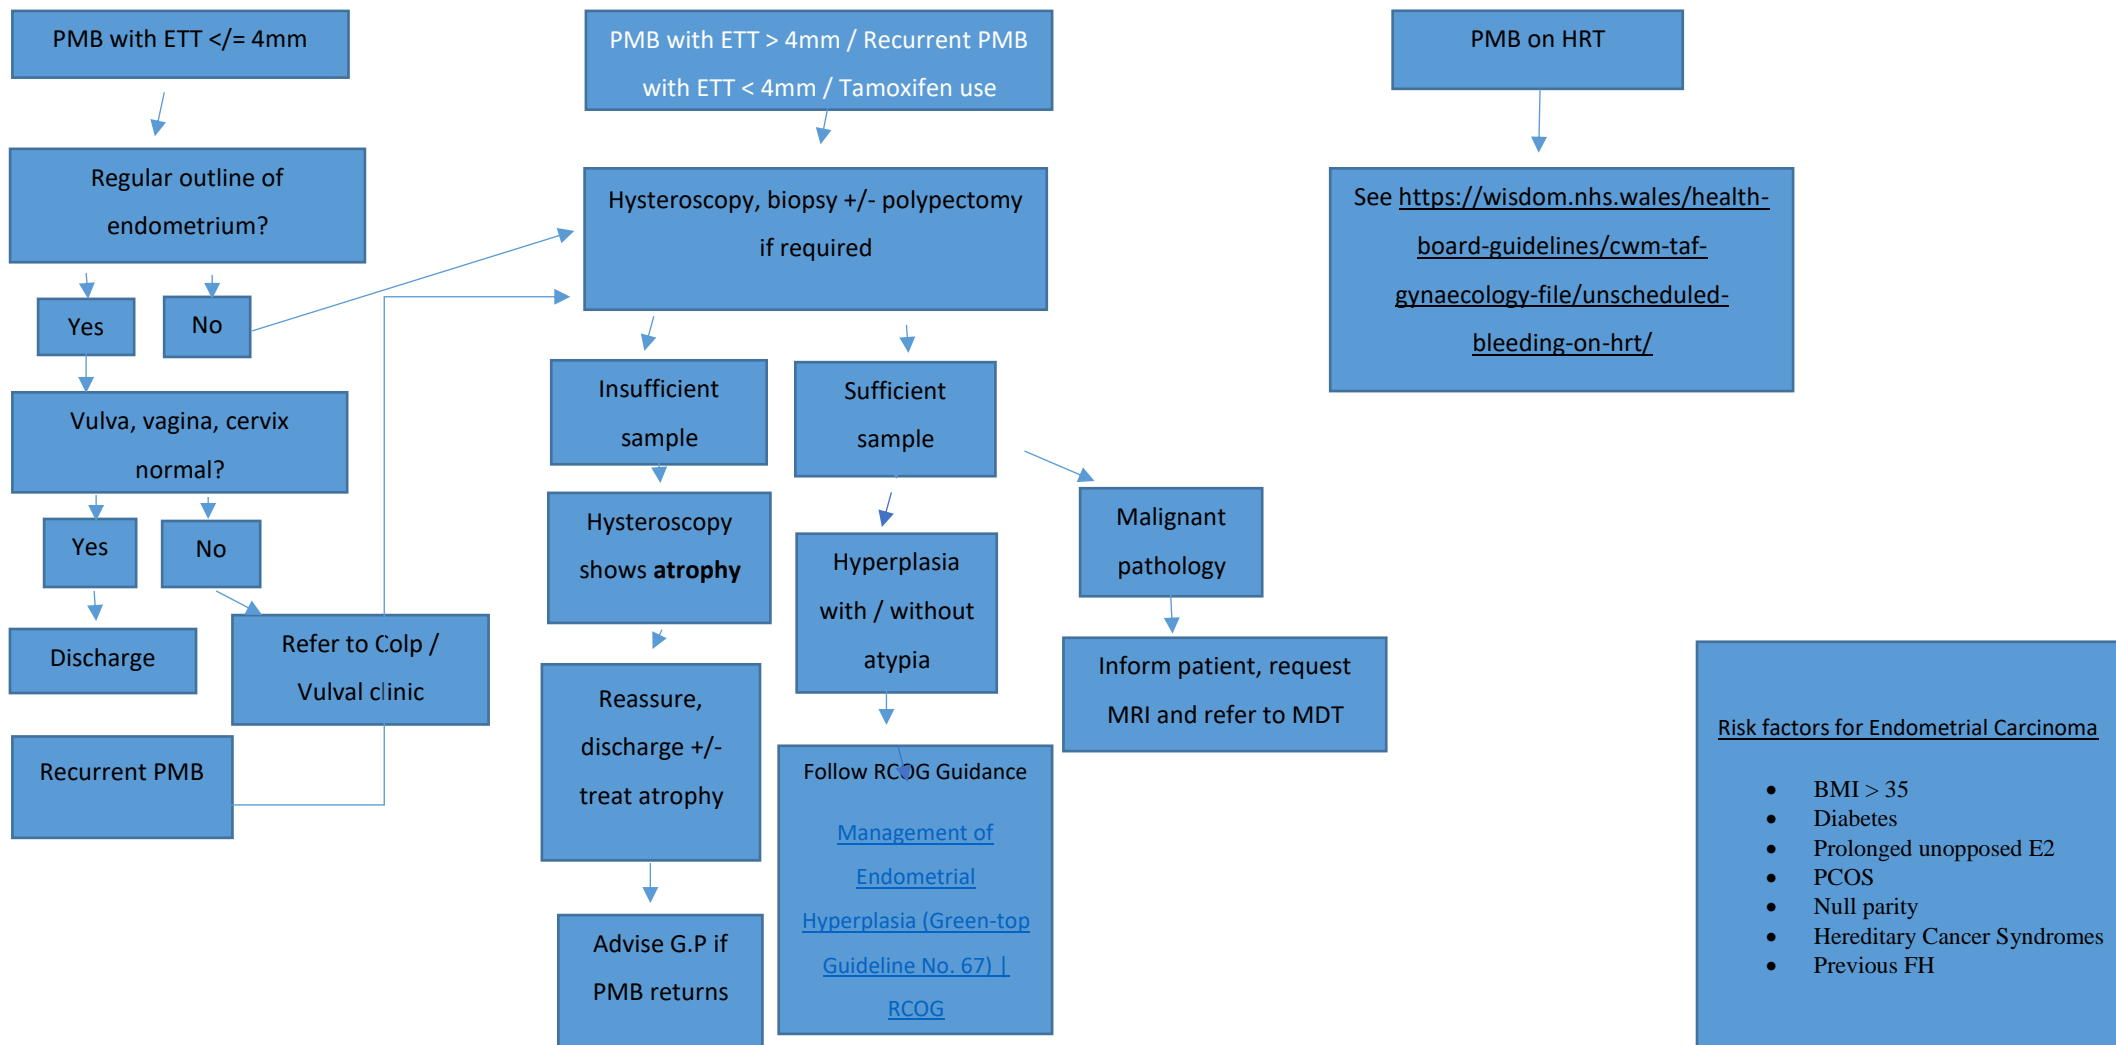 PMB with ETT </= 4mm
Regular outline of
endometrium?
Yes
No
Vulva, vagina, cervix
normal?
Yes
No
Discharge
Refer to Colp /
Vulval clinic
Recurrent PMB
PMB with ETT > 4mm / Recurrent PMB
with ETT < 4mm / Tamoxifen use
Hysteroscopy, biopsy +/- polypectomy
if required
Insufficient
sample
Sufficient
sample
Hysteroscopy
shows atrophy
Hyperplasia
with / without
atypia
Malignant
pathology
Reassure,
discharge +/-
treat atrophy
Inform patient, request
MRI and refer to MDT
Follow RCOG Guidance
Management of
Endometrial
Hyperplasia (Green-top
Guideline No. 67) |
RCOG
Advise G.P if
PMB returns
PMB on HRT
See https://wisdom.nhs.wales/health-
board-guidelines/cwm-taf-
gynaecology-file/unscheduled-
bleeding-on-hrt/
Risk factors for Endometrial Carcinoma
• BMI > 35
• Diabetes
• Prolonged unopposed E2
• PCOS
• Null parity
• Hereditary Cancer Syndromes
• Previous FH